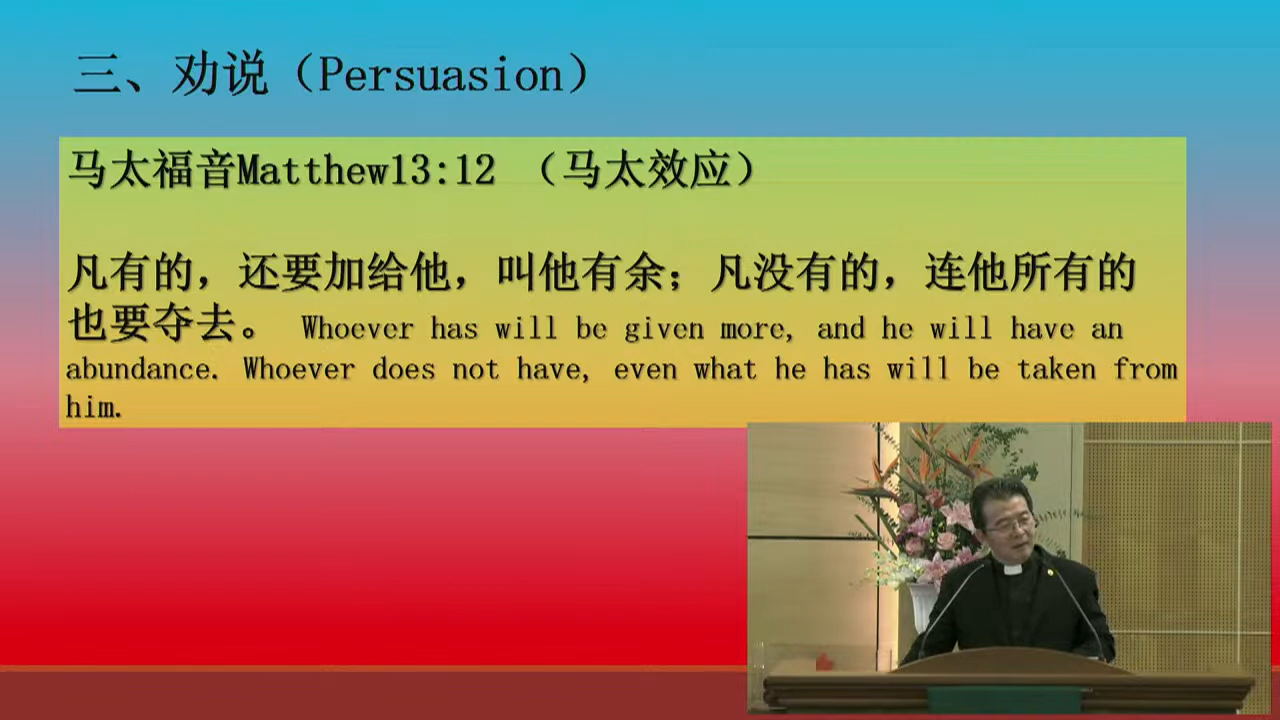 三、劝说（Persuasion）
马太福音Matthew13:12 （马太效应）
凡有的，还要加给他，叫他有余；凡没有的，连他所有的
也要夺去。 Whoever has will be given more, and he will have an
abundance. Whoever does not have, even what he has will be taken from
him.